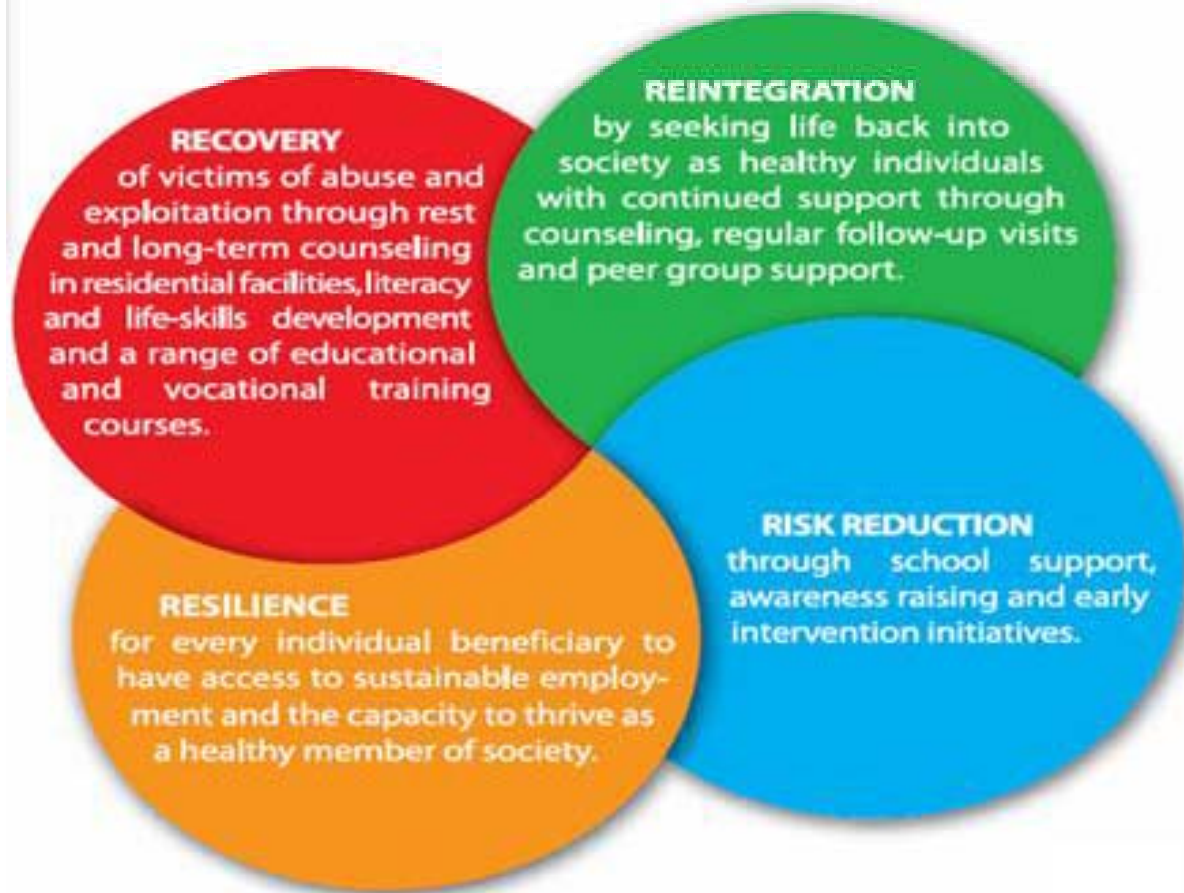 RECOVERY
of victims of abuse and
exploitation through rest
and long-term counseling
in residential facilities, literacy
and life-skills development
and a range of educational
and vocational training
courses.
REINTEGRATION
by seeking life back into
society as healthy individuals
with continued support through
counseling, regular follow-up visits
and peer group support.
RESILIENCE
for every individual beneficiary to
have access to sustainable employ-
ment and the capacity to thrive as
a healthy member of society.
RISK REDUCTION
through school support,
awareness raising and early
intervention initiatives.